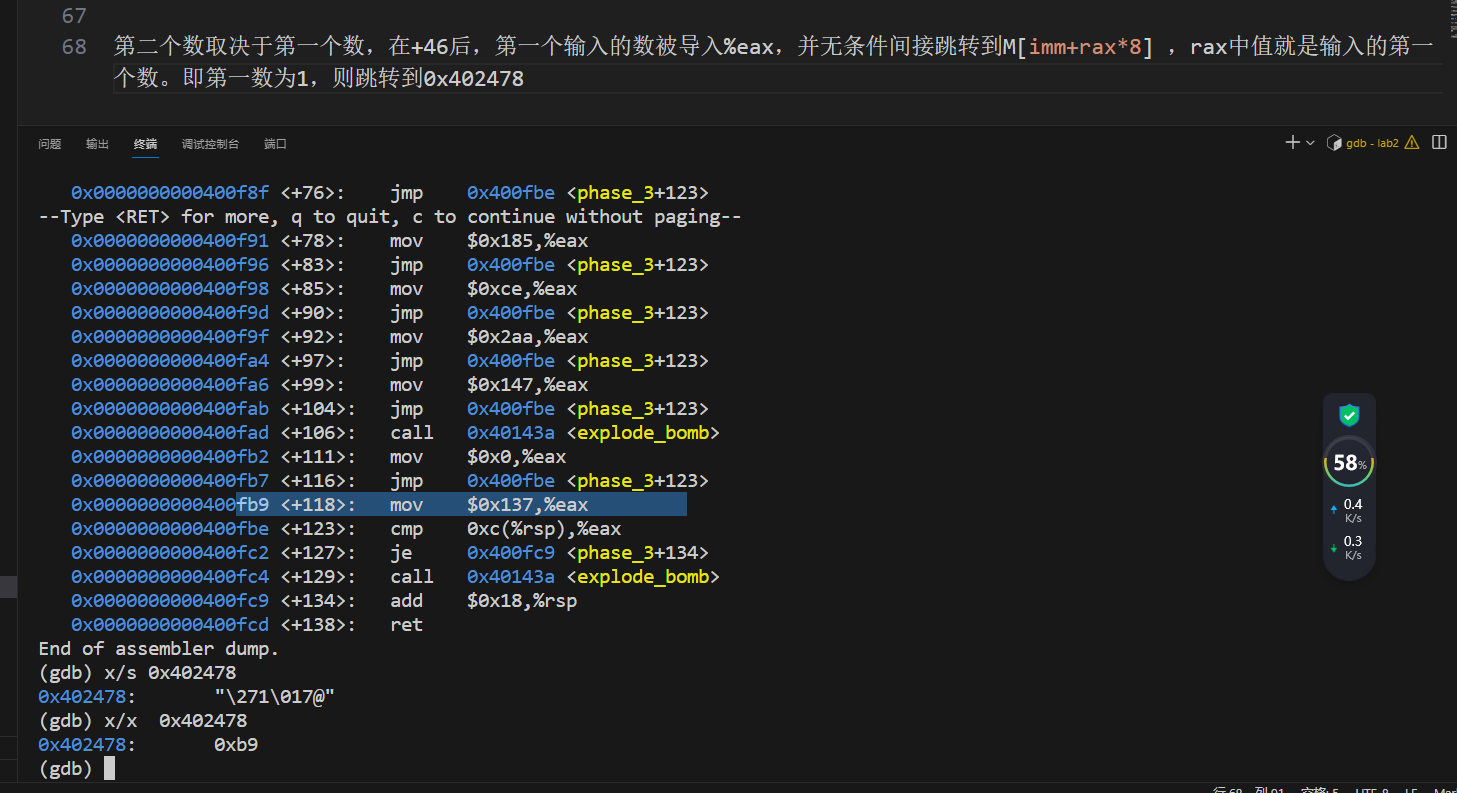 67
68 第二个数取决于第一个数，在+46后，第一个输入的数被导入%eax，并无条件间接跳转到M[imm+rax*8] ，rax中值就是输入的第一
个数。即第一数为1，则跳转到0x402478
问题 输出 终端 调试控制台 端口 gdb - lab2
0x0000000000400f8f <+76>: jmp 0x400fbe <phase_3+123>
--Type <RET> for more, q to quit, c to continue without paging--
0x0000000000400f91 <+78>: mov $0x185,%eax
0x0000000000400f96 <+83>: jmp 0x400fbe <phase_3+123>
0x0000000000400f98 <+85>: mov $0xce,%eax
0x0000000000400f9d <+90>: jmp 0x400fbe <phase_3+123>
0x0000000000400f9f <+92>: mov $0x2aa,%eax
0x0000000000400fa4 <+97>: jmp 0x400fbe <phase_3+123>
0x0000000000400fa6 <+99>: mov $0x147,%eax
0x0000000000400fab <+104>: jmp 0x400fbe <phase_3+123>
0x0000000000400fad <+106>: call 0x40143a <explode_bomb>
0x0000000000400fb2 <+111>: mov $0x0,%eax
0x0000000000400fb7 <+116>: jmp 0x400fbe <phase_3+123>
0x0000000000400fb9 <+118>: mov $0x137,%eax
0x0000000000400fbe <+123>: cmp 0xc(%rsp),%eax
0x0000000000400fc2 <+127>: je 0x400fc9 <phase_3+134>
0x0000000000400fc4 <+129>: call 0x40143a <explode_bomb>
0x0000000000400fc9 <+134>: add $0x18,%rsp
0x0000000000400fcd <+138>: ret
End of assembler dump.
(gdb) x/s 0x402478
0x402478: "\271\017@"
(gdb) x/x 0x402478
0x402478: 0xb9
(gdb)
58%
0.4
K/s
0.3
K/s